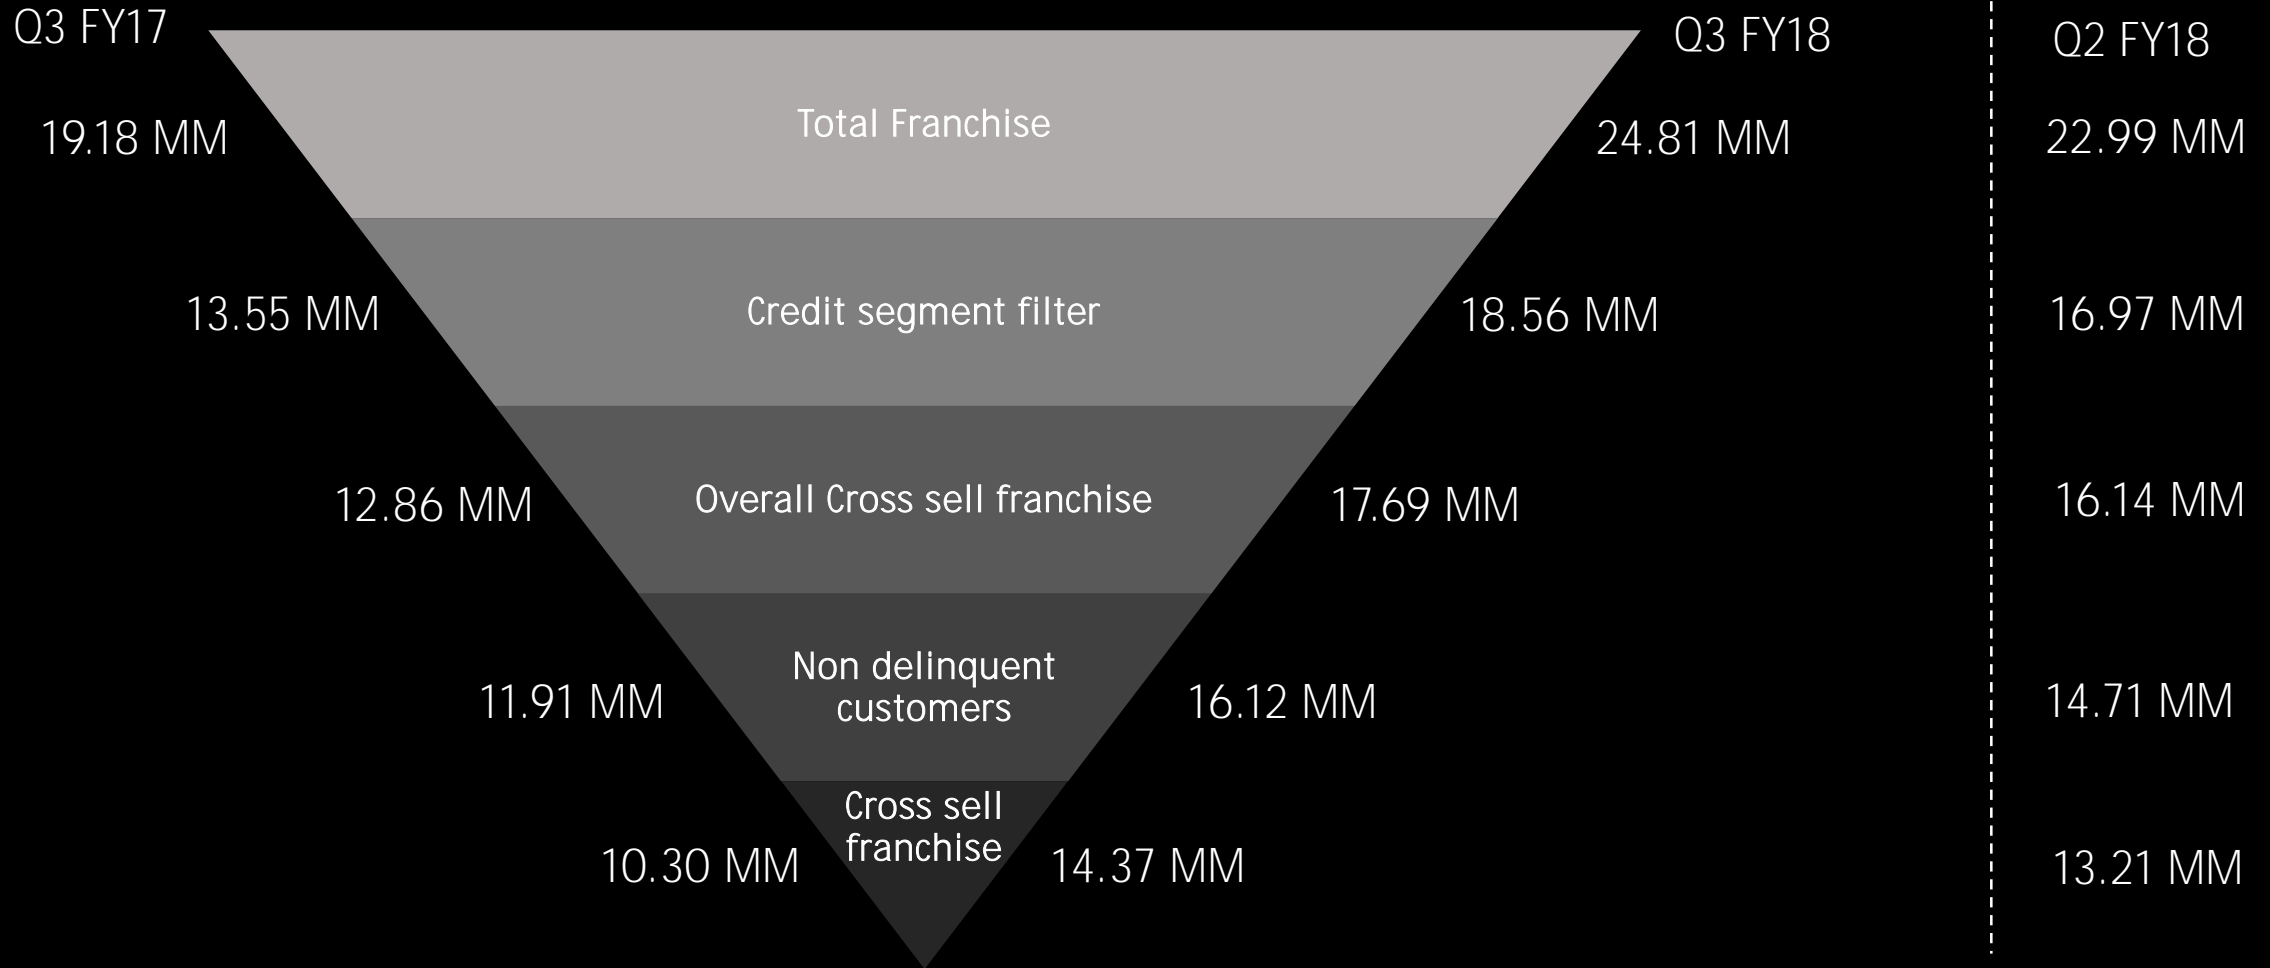 Q3 FY17
Q3 FY18
Q2 FY18
19.18 MM
Total Franchise
24.81 MM
22.99 MM
13.55 MM
Credit segment filter
18.56 MM
16.97 MM
12.86 MM
Overall Cross sell franchise
17.69 MM
16.14 MM
11.91 MM
Non delinquent
customers
16.12 MM
14.71 MM
10.30 MM
Cross sell
franchise
14.37 MM
13.21 MM